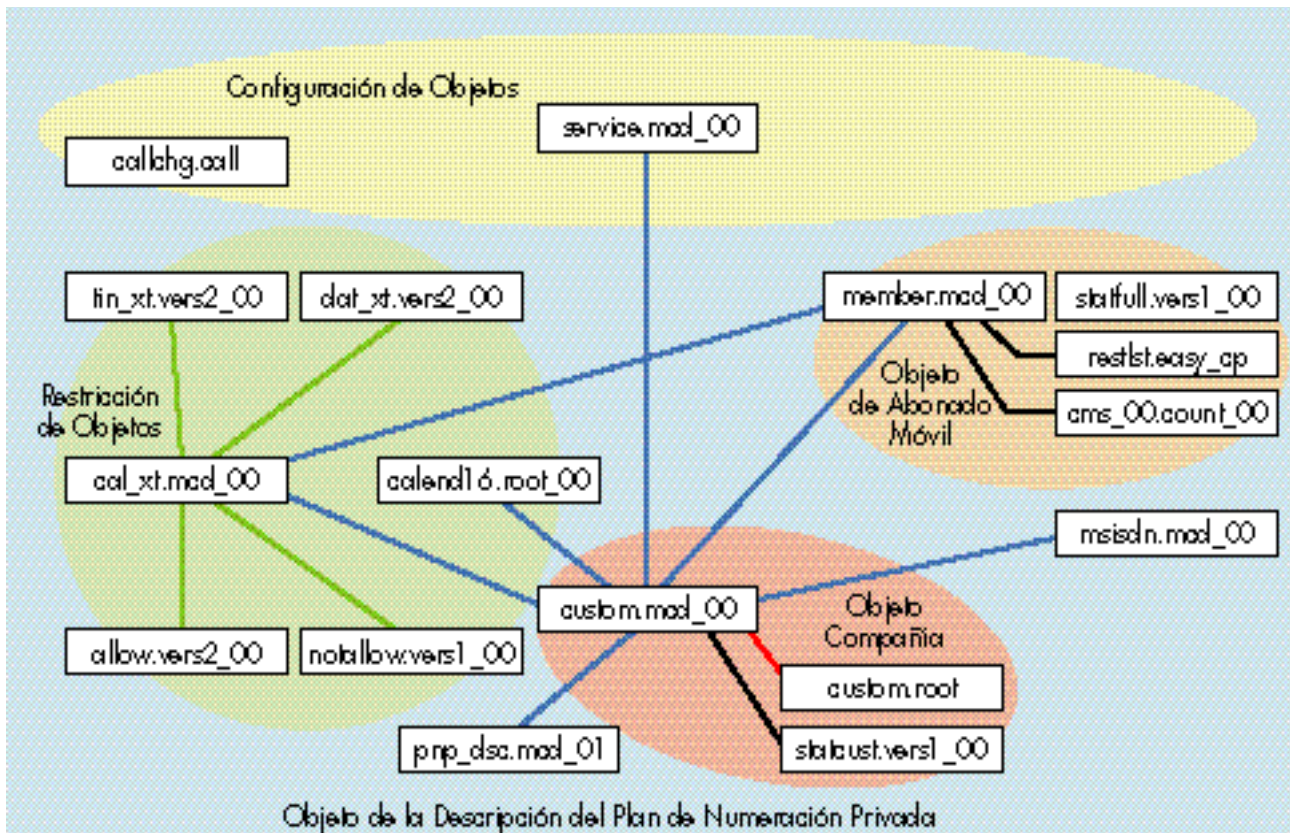 Configuración de Objetos
service.mad_00
callchg.call
tin_xt.vers2_00
dat_xt.vers2_00
member.mad_00
statfull.vers1_00
restlst.easy_cp
Restricción
de Objetos
Objeto
de Abonado
Móvil
ams_00.count_00
cal_xt.mad_00
calend16.root_00
msisdn.mad_00
custom.mad_00
Objeto
Compañía
allow.vers2_00
notallow.vers1_00
custom.root
pnp_dsc.mad_01
statcust.vers1_00
Objeto de la Descripción del Plan de Numeración Privada